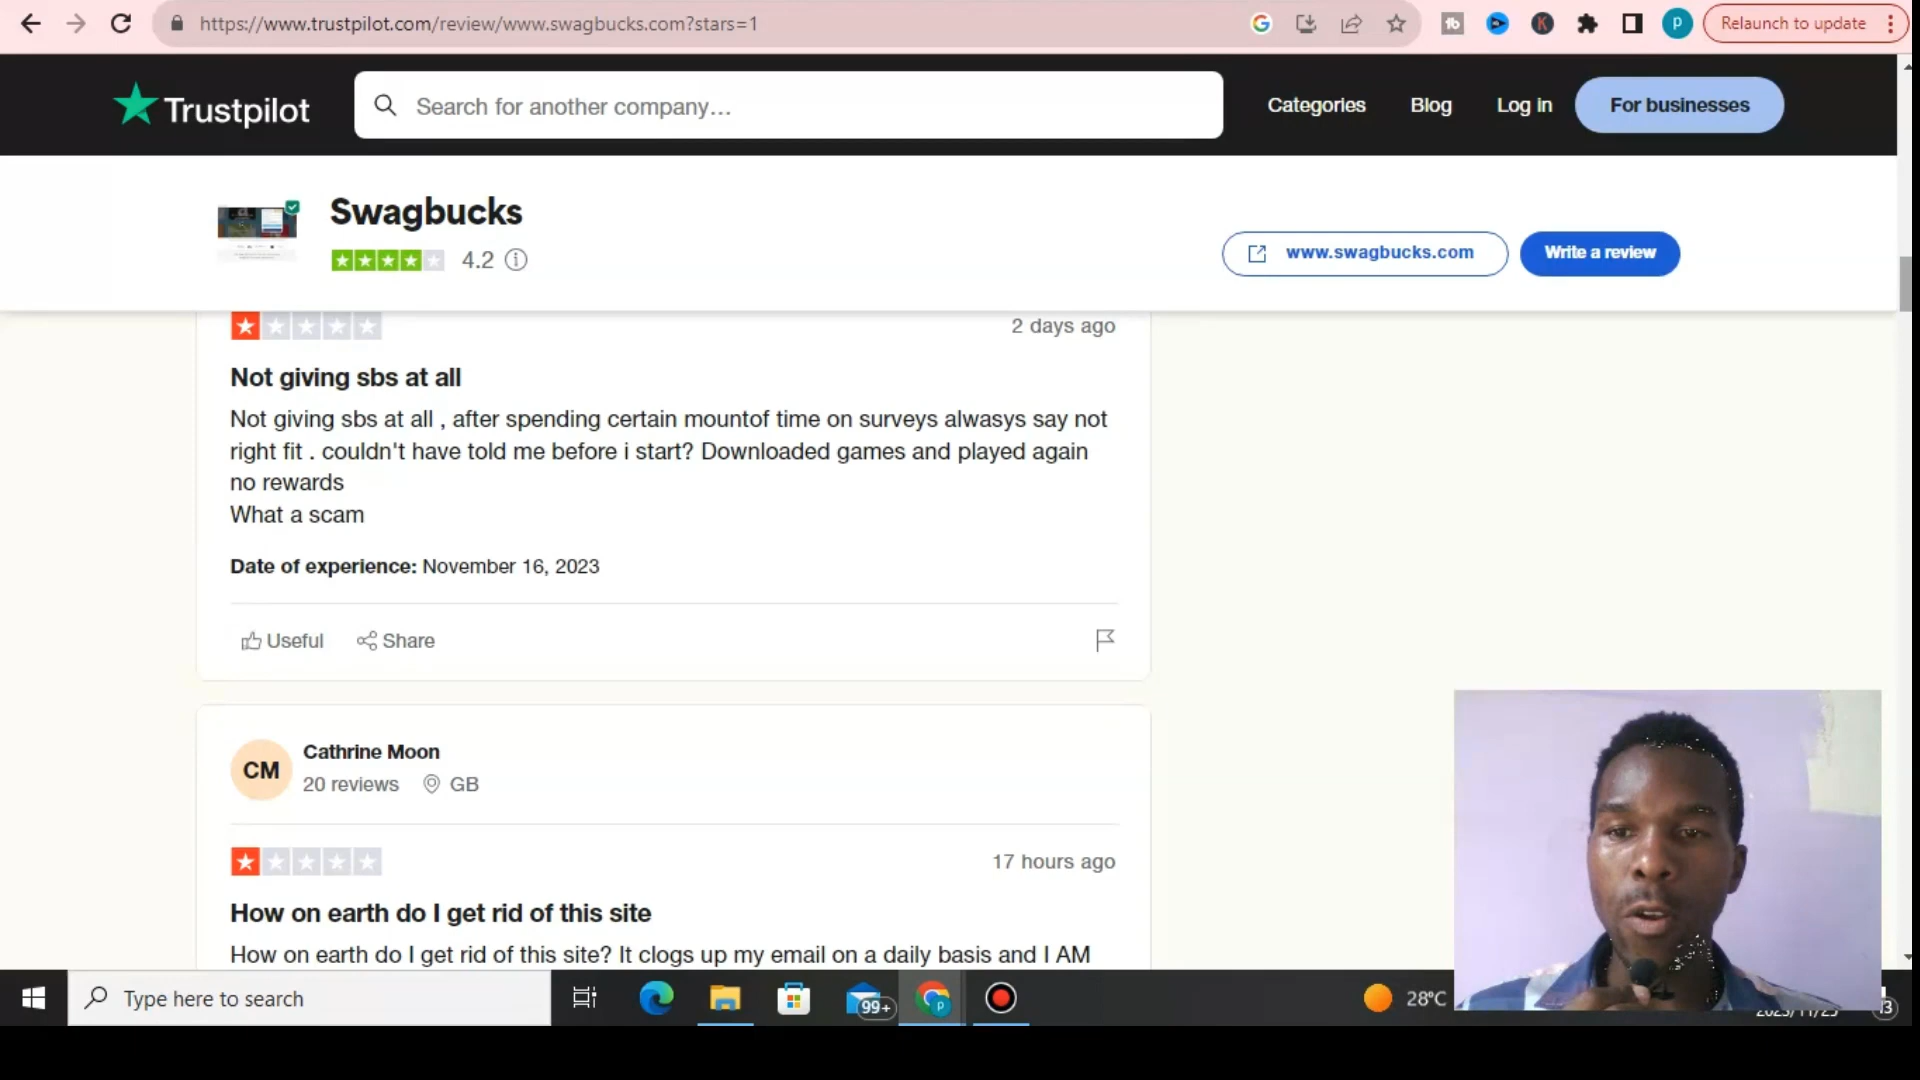 https://www.trustpilot.com/review/www.swagbucks.com?stars=1
Relaunch to update
Trustpilot
Search for another company...
Categories
Blog
Log in
For businesses
Swagbucks
4.2
www.swagbucks.com
Write a review
2 days ago
Not giving sbs at all
Not giving sbs at all , after spending certain mountof time on surveys alwasys say not
right fit . couldn't have told me before i start? Downloaded games and played again
no rewards
What a scam
Date of experience: November 16, 2023
Useful
Share
CM
Cathrine Moon
20 reviews
GB
17 hours ago
How on earth do I get rid of this site
How on earth do I get rid of this site? It clogs up my email on a daily basis and I AM
Type here to search
99+
28°C